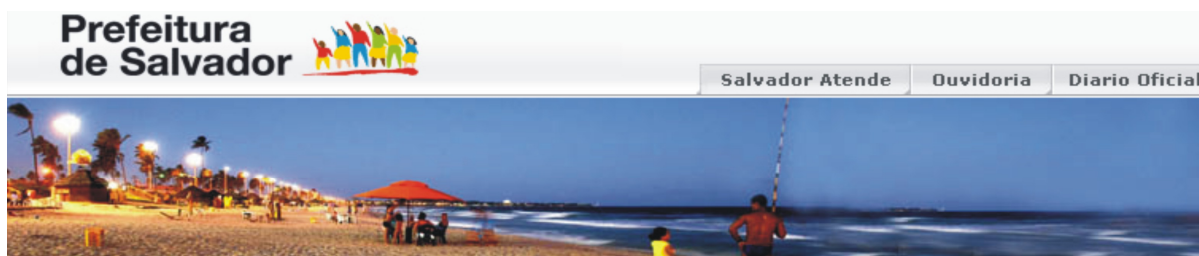 Prefeitura
de Salvador
Salvador Atende
Ouvidoria
Diario Oficial